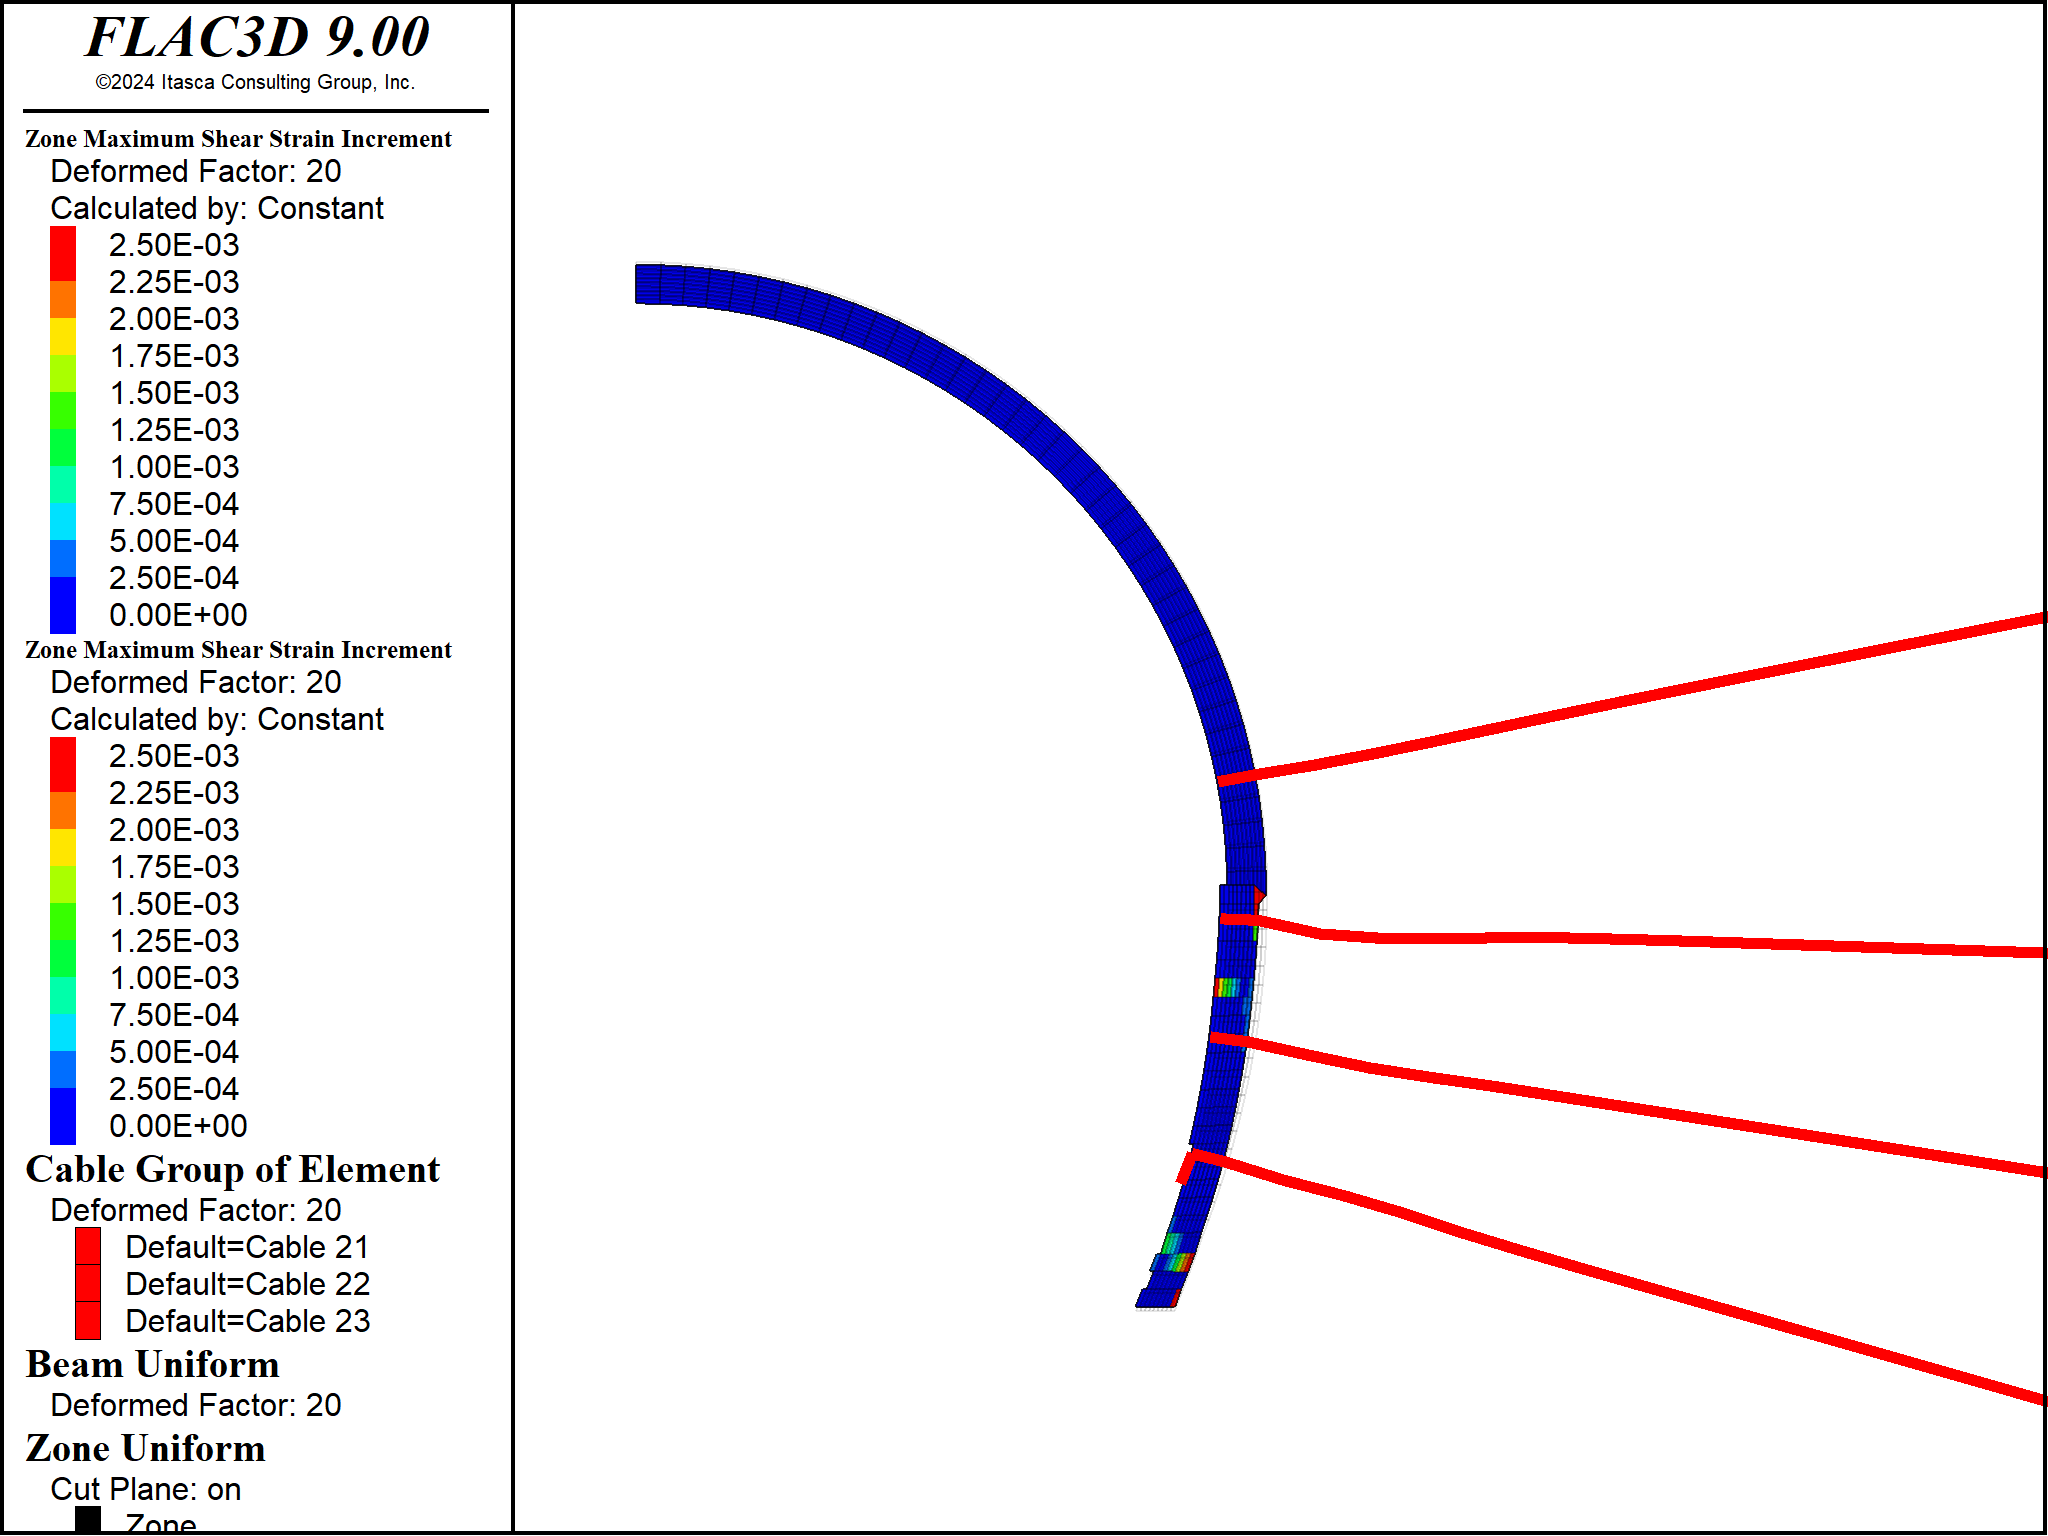 FLAC3D 9.00
©2024 Itasca Consulting Group, Inc.
Zone Maximum Shear Strain Increment
Deformed Factor: 20
Calculated by: Constant
2.50E-03
2.25E-03
2.00E-03
1.75E-03
1.50E-03
1.25E-03
1.00E-03
7.50E-04
5.00E-04
2.50E-04
0.00E+00
Zone Maximum Shear Strain Increment
Deformed Factor: 20
Calculated by: Constant
2.50E-03
2.25E-03
2.00E-03
1.75E-03
1.50E-03
1.25E-03
1.00E-03
7.50E-04
5.00E-04
2.50E-04
0.00E+00
Cable Group of Element
Deformed Factor: 20
Default=Cable 21
Default=Cable 22
Default=Cable 23
Beam Uniform
Deformed Factor: 20
Zone Uniform
Cut Plane: on
Zone